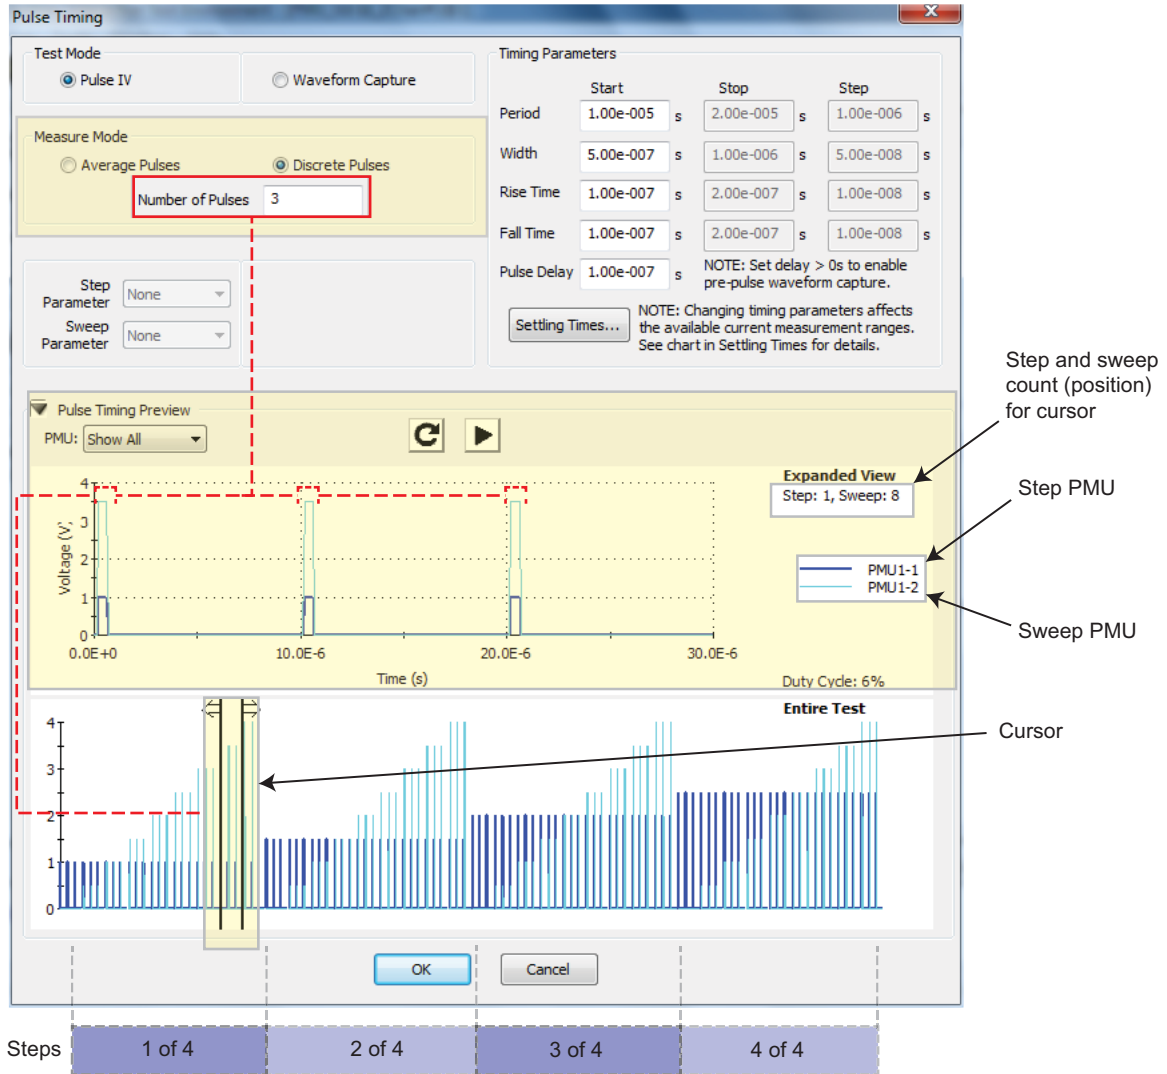 Pulse Timing
Test Mode
Pulse IV
Waveform Capture
Measure Mode
Average Pulses
Discrete Pulses
Number of Pulses 3
Step Parameter None
Sweep Parameter None
Timing Parameters
Start Stop Step
Period 1.00e-005 s 2.00e-005 s 1.00e-006 s
Width 5.00e-007 s 1.00e-006 s 5.00e-008 s
Rise Time 1.00e-007 s 2.00e-007 s 1.00e-008 s
Fall Time 1.00e-007 s 2.00e-007 s 1.00e-008 s
Pulse Delay 1.00e-007 s
NOTE: Set delay > 0s to enable
pre-pulse waveform capture.
Settling Times...
NOTE: Changing timing parameters affects
the available current measurement ranges.
See chart in Settling Times for details.
Step and sweep
count (position)
for cursor
Pulse Timing Preview
PMU: Show All
Expanded View
Step: 1, Sweep: 8
Step PMU
PMU1-1
PMU1-2
Sweep PMU
Voltage (V)
4
3
2
1
0
0.0E+0 10.0E-6 20.0E-6 30.0E-6
Time (s)
Duty Cycle: 6%
Entire Test
Cursor
4
3
2
1
0
OK
Cancel
Steps 1 of 4 2 of 4 3 of 4 4 of 4